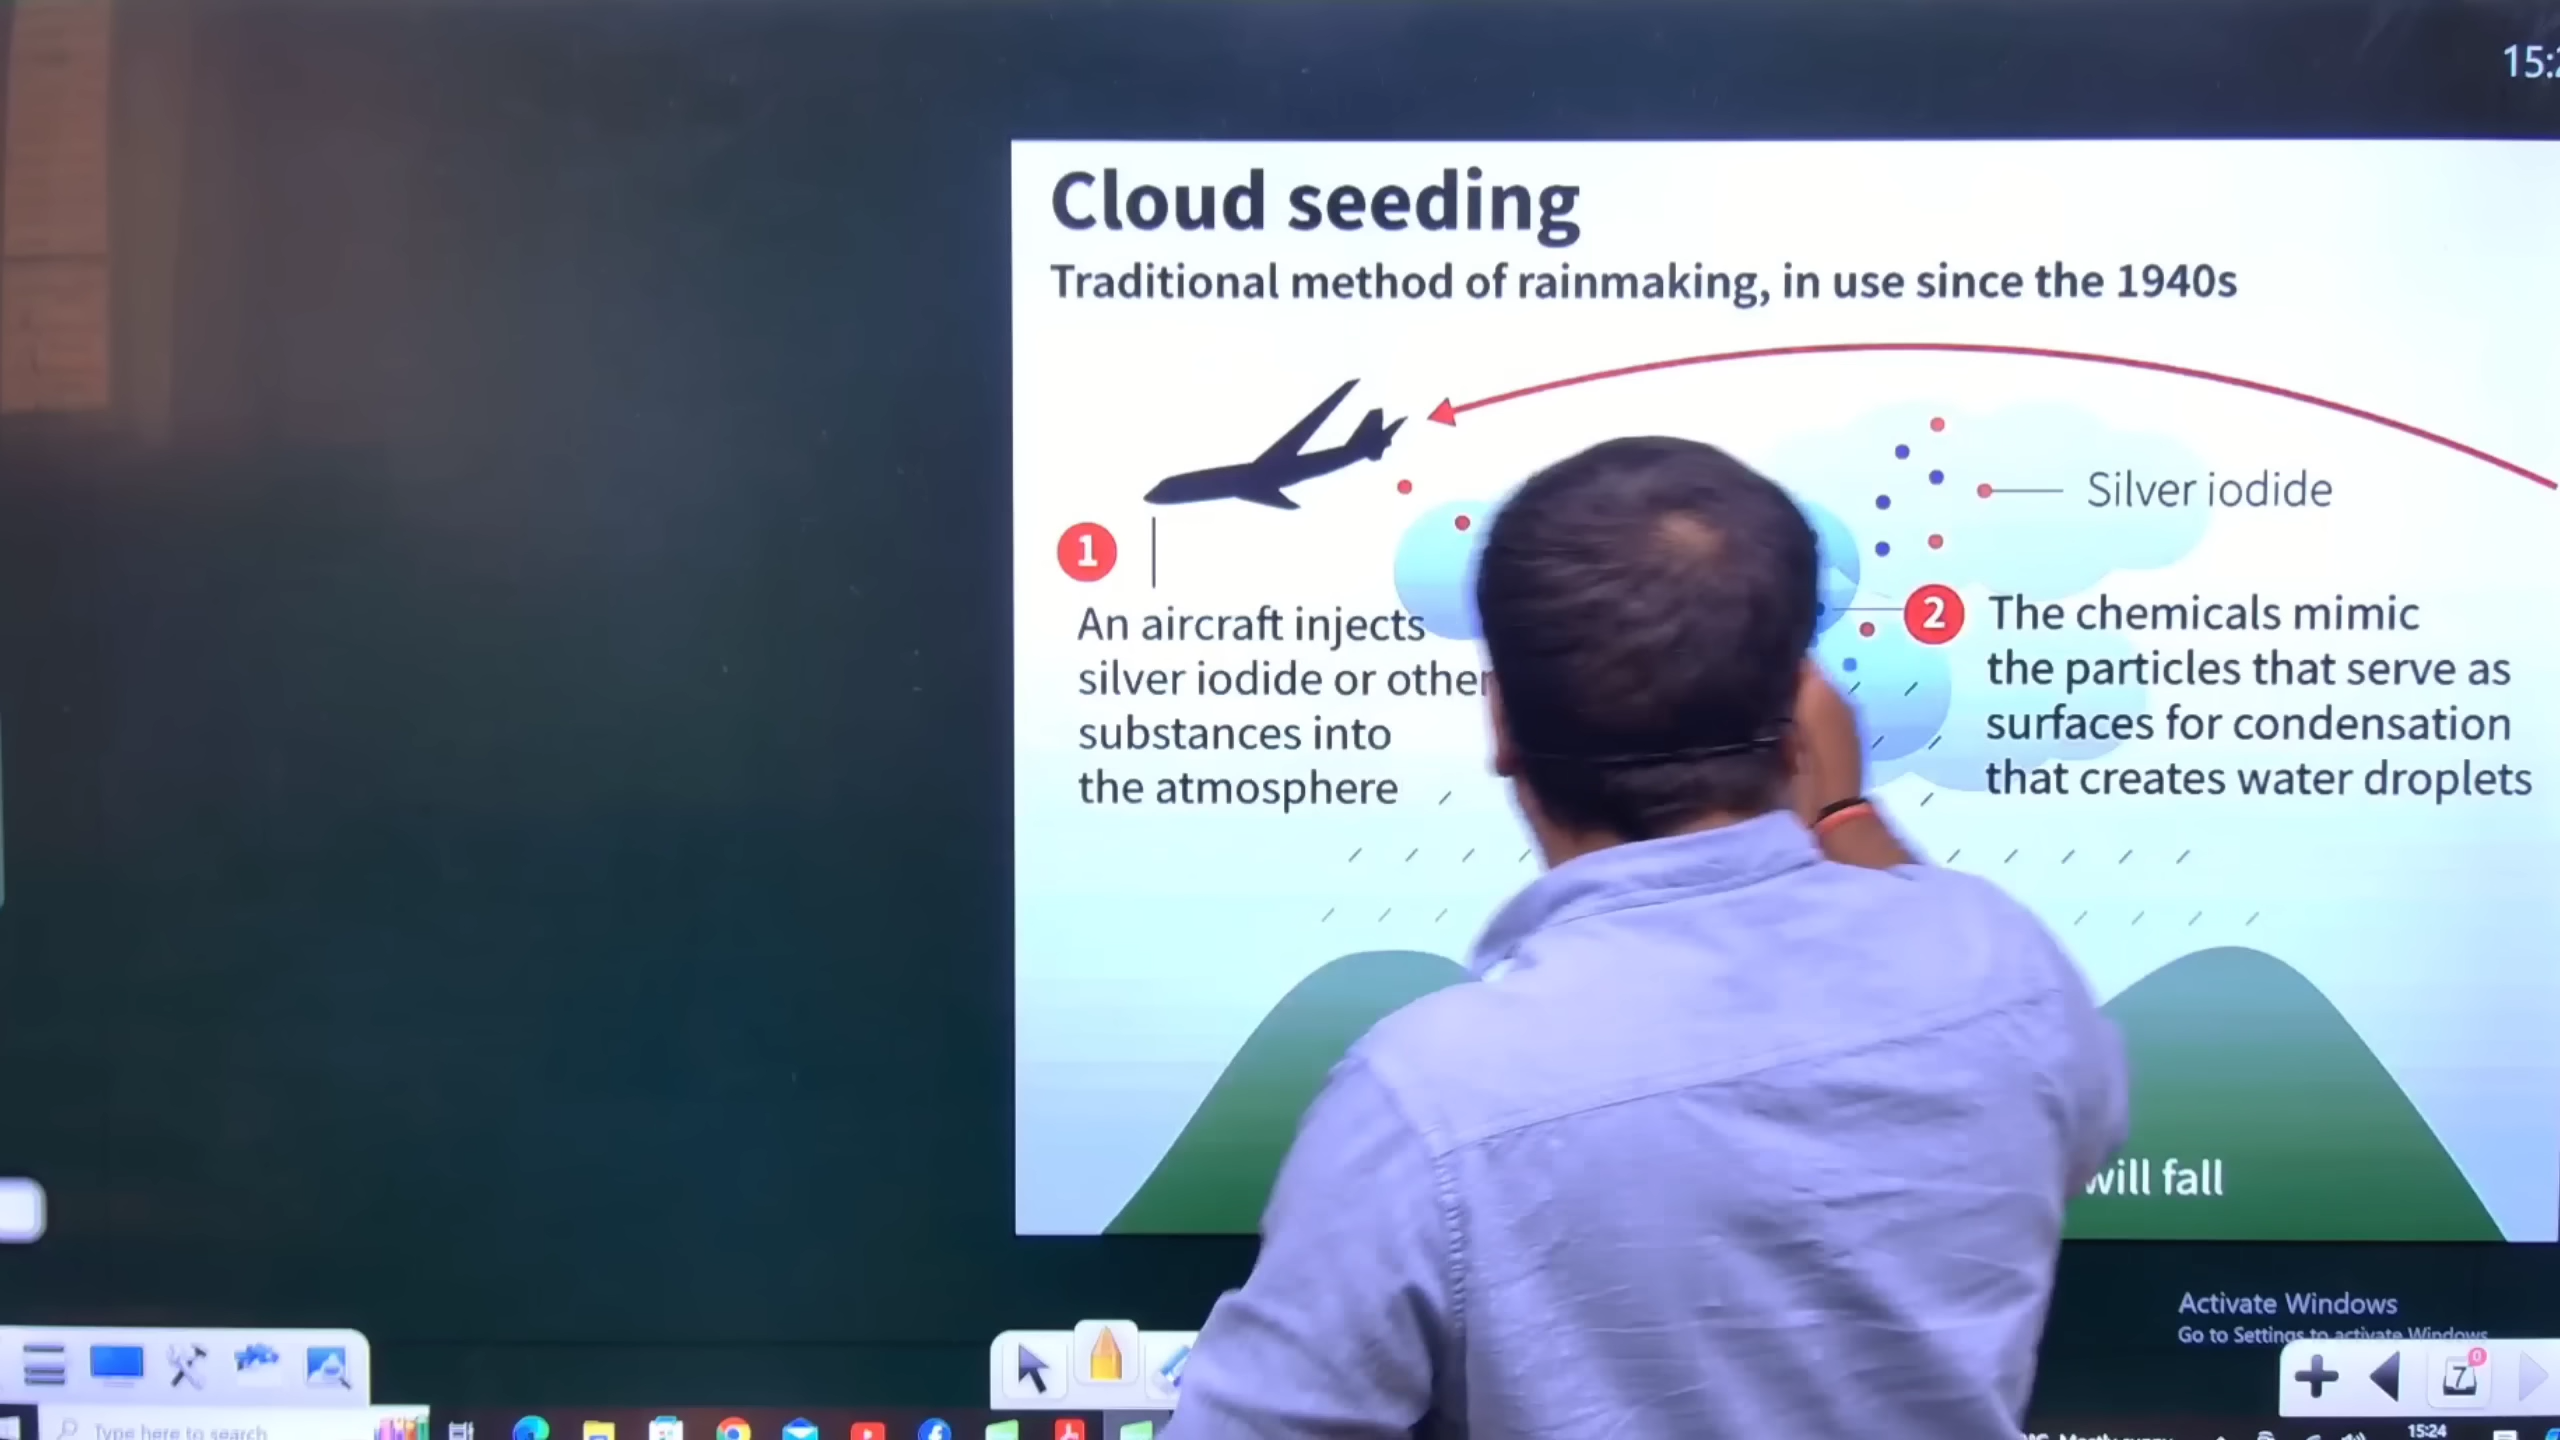 Cloud seeding
Traditional method of rainmaking, in use since the 1940s
Silver iodide
1
An aircraft injects
silver iodide or other
substances into
the atmosphere
2
The chemicals mimic
the particles that serve as
surfaces for condensation
that creates water droplets
will fall
Activate Windows
Go to Settings to activate Windows
7
0
Type here to search
15:24